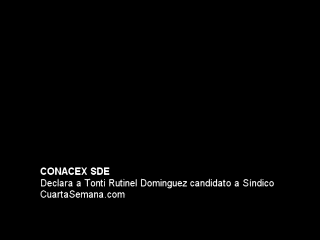 CONACEX SDE
Declara a Tonti Rutinel Dominguez candidato a Síndico
CuartaSemana.com